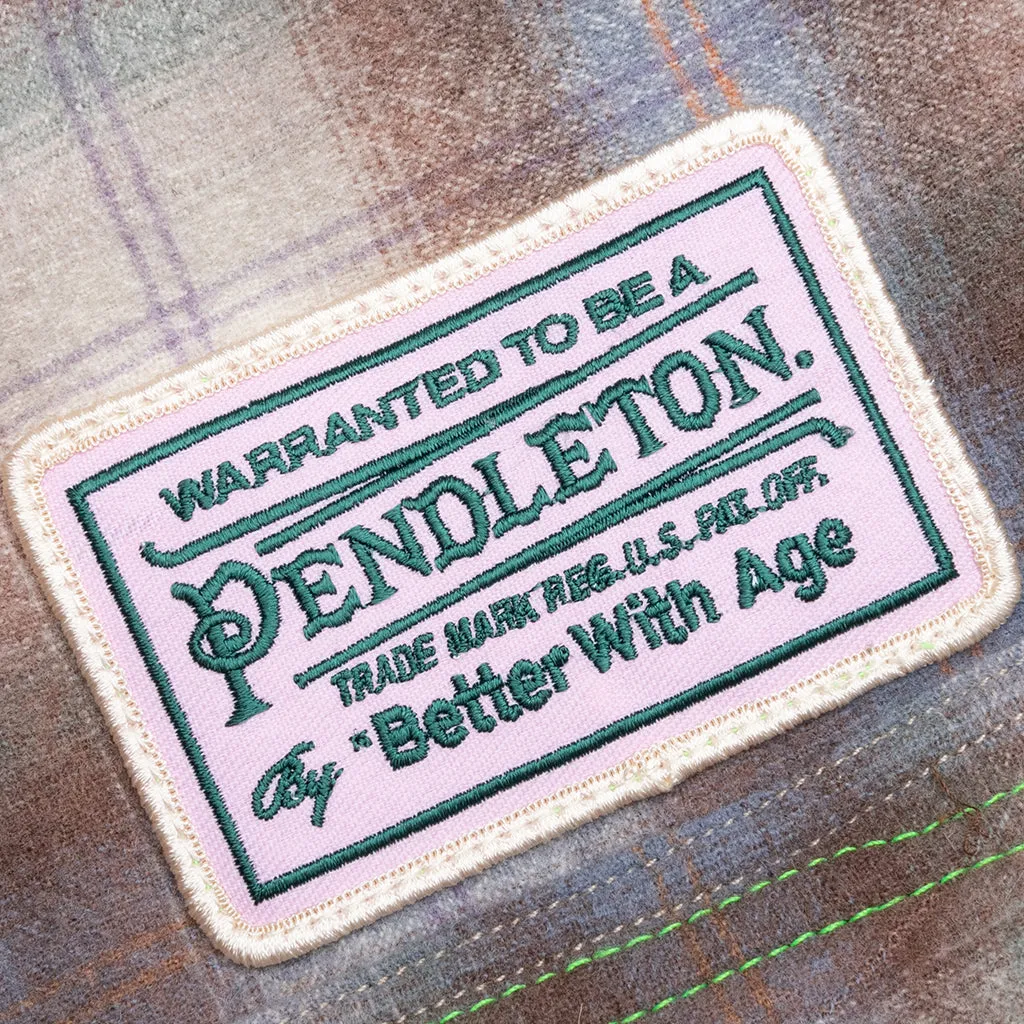 WARRANTED TO BE A
PENDLETON.
TRADE MARK REG. U.S. PAT. OFF.
By "Better With Age